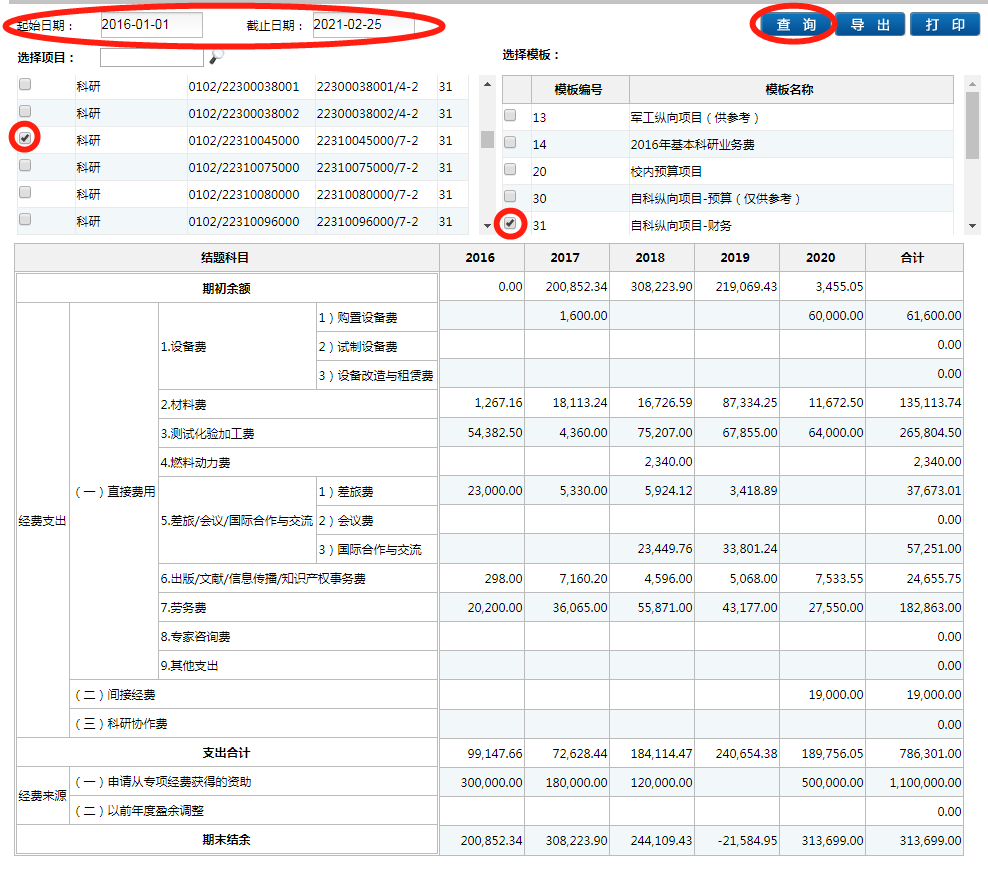 起始日期： 2016-01-01 截止日期： 2021-02-25 查 询 导 出 打 印
选择项目： 选择模板：
科研 0102/22300038001 22300038001/4-2 31
科研 0102/22300038002 22300038002/4-2 31
科研 0102/22310045000 22310045000/7-2 31
科研 0102/22310075000 22310075000/7-2 31
科研 0102/22310080000 22310080000/7-2 31
科研 0102/22310096000 22310096000/7-2 31
模板编号 模板名称
13 军工纵向项目（供参考）
14 2016年基本科研业务费
20 校内预算项目
30 自科纵向项目-预算（仅供参考）
31 自科纵向项目-财务
结题科目 2016 2017 2018 2019 2020 合计
期初余额 0.00 200,852.34 308,223.90 219,069.43 3,455.05
经费支出
（一）直接费用
1.设备费
1）购置设备费 1,600.00 60,000.00 61,600.00
2）试制设备费 0.00
3）设备改造与租赁费 0.00
2.材料费 1,267.16 18,113.24 16,726.59 87,334.25 11,672.50 135,113.74
3.测试化验加工费 54,382.50 4,360.00 75,207.00 67,855.00 64,000.00 265,804.50
4.燃料动力费 2,340.00 2,340.00
5.差旅/会议/国际合作与交流
1）差旅费 23,000.00 5,330.00 5,924.12 3,418.89 37,673.01
2）会议费 0.00
3）国际合作与交流 23,449.76 33,801.24 57,251.00
6.出版/文献/信息传播/知识产权事务费 298.00 7,160.20 4,596.00 5,068.00 7,533.55 24,655.75
7.劳务费 20,200.00 36,065.00 55,871.00 43,177.00 27,550.00 182,863.00
8.专家咨询费 0.00
9.其他支出 0.00
（二）间接经费 19,000.00 19,000.00
（三）科研协作费 0.00
支出合计 99,147.66 72,628.44 184,114.47 240,654.38 189,756.05 786,301.00
经费来源
（一）申请从专项经费获得的资助 300,000.00 180,000.00 120,000.00 500,000.00 1,100,000.00
（二）以前年度盈余调整 0.00
期末结余 200,852.34 308,223.90 244,109.43 -21,584.95 313,699.00 313,699.00